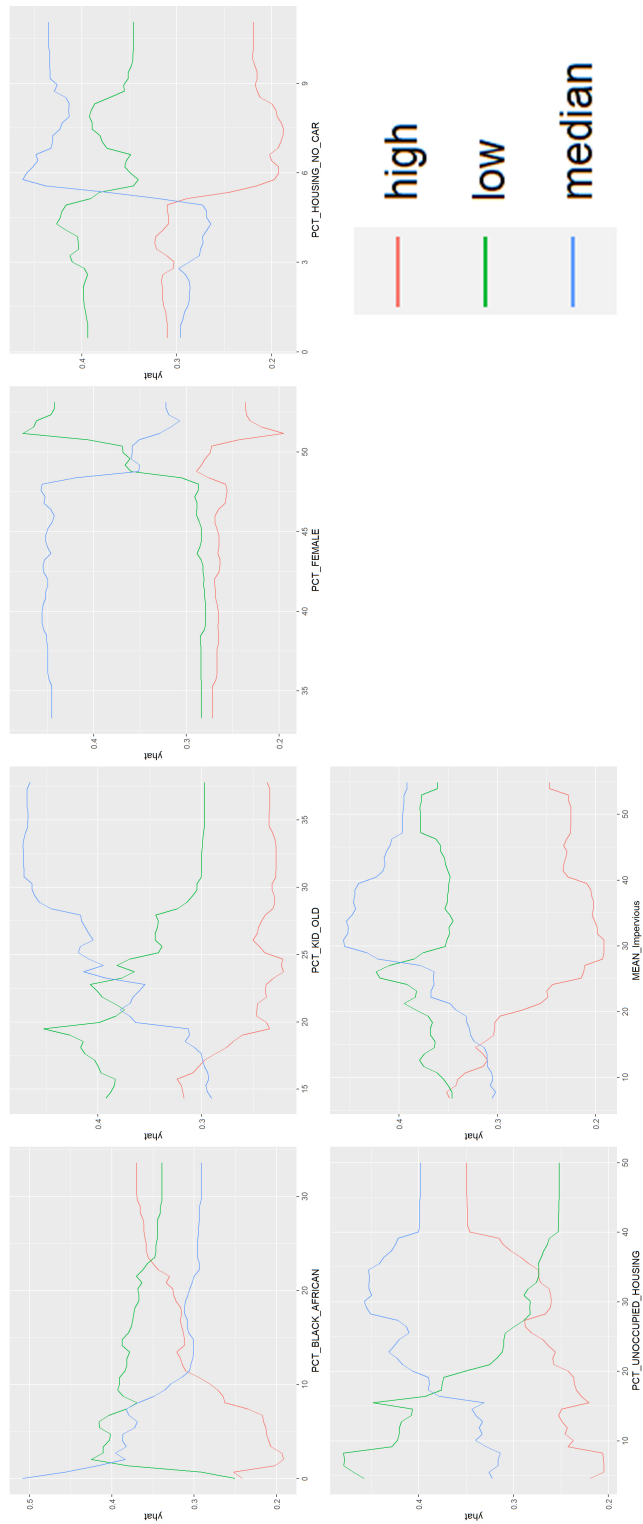 0.5
0.4
0.3
yhat
0 10 20 30
PCT_BLACK_AFRICAN
0.4
0.3
yhat
15 20 25 30 35
PCT_KID_OLD
0.4
0.3
0.2
yhat
35 40 45 50
PCT_FEMALE
0.4
0.3
0.2
yhat
0 3 6 9
PCT_HOUSING_NO_CAR
0.4
0.3
0.2
yhat
10 20 30 40 50
PCT_UNOCCUPIED_HOUSING
0.4
0.3
0.2
yhat
10 20 30 40 50
MEAN_Impervious
high
low
median